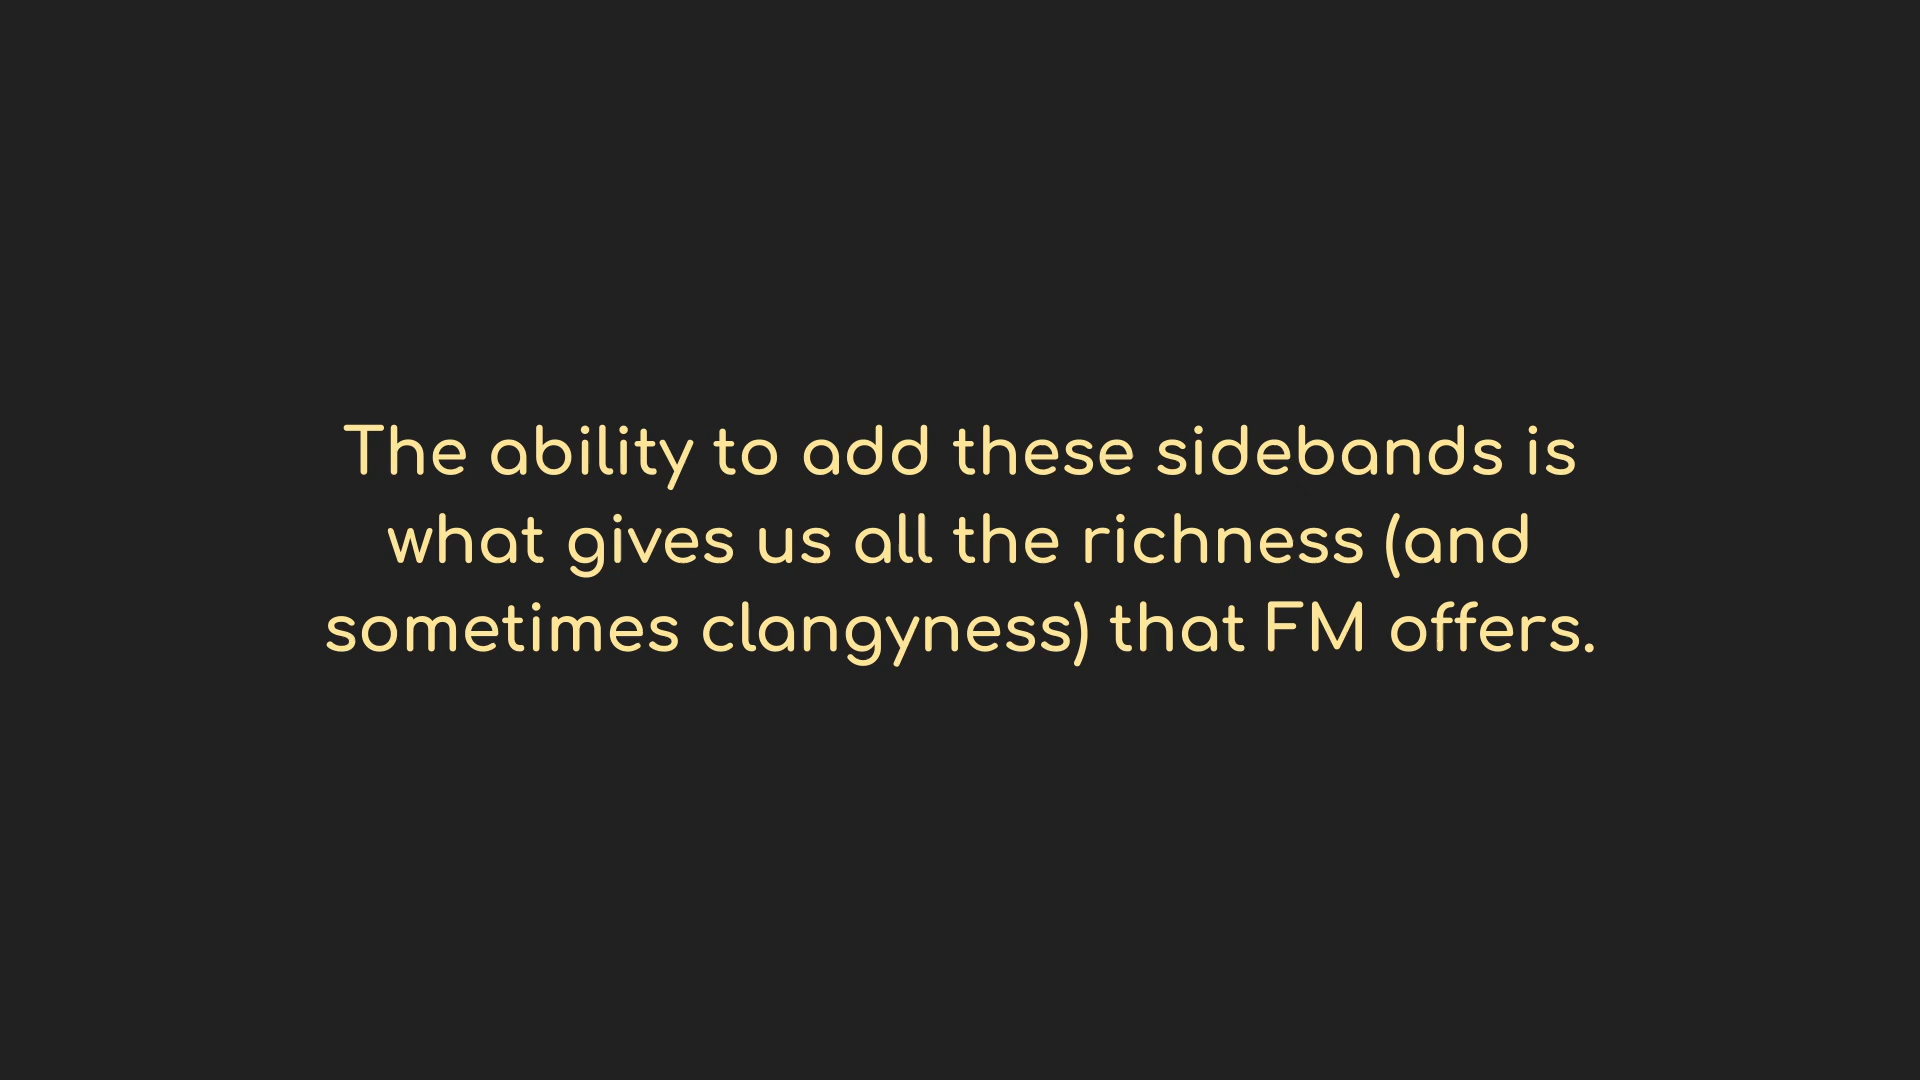 The ability to add these sidebands is
what gives us all the richness (and
sometimes clangyness) that FM offers.